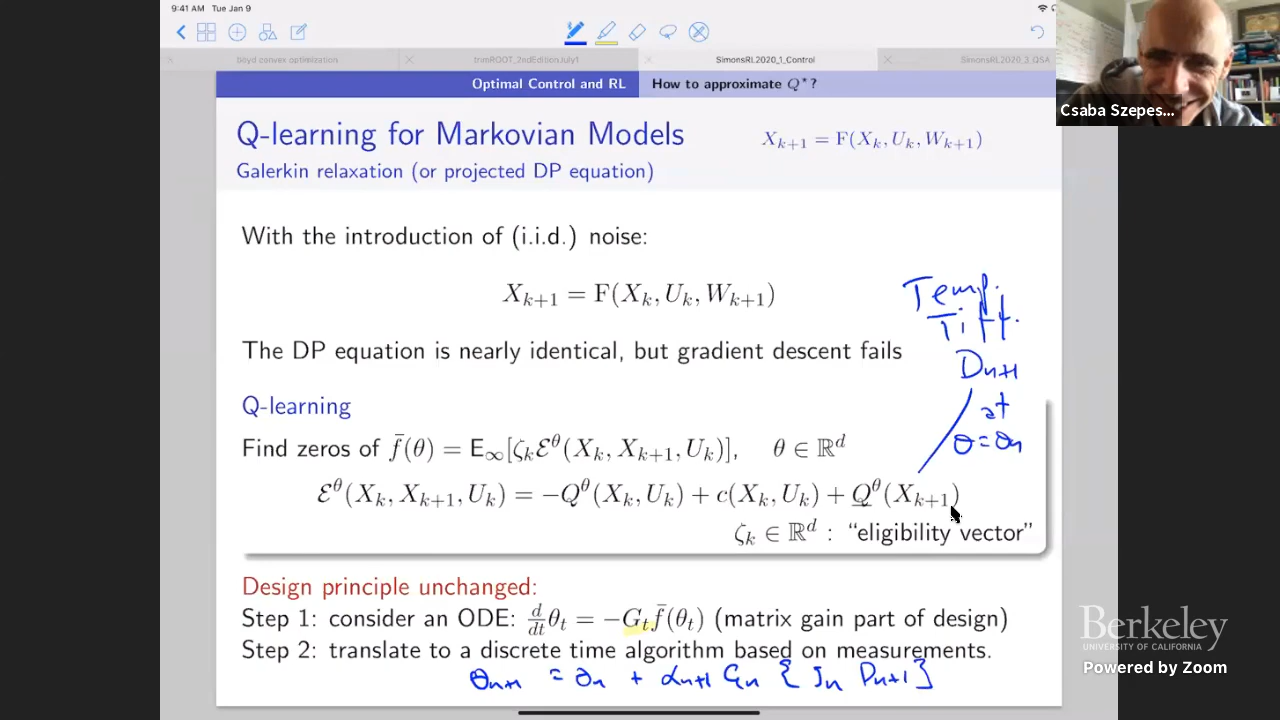 9:41 AM Tue Jan 9
boyd convex optimization
trimROOT_2ndEdition.July1
SimonsRL2020_1_Control
SimonsRL2020_3_QSA
Optimal Control and RL How to approximate Q*?
Csaba Szepes...
Q-learning for Markovian Models X_{k+1} = F(X_k, U_k, W_{k+1})
Galerkin relaxation (or projected DP equation)
With the introduction of (i.i.d.) noise:
X_{k+1} = F(X_k, U_k, W_{k+1})
Temp.
Diff.
The DP equation is nearly identical, but gradient descent fails
D_{n+1}
at
θ = θ_n
Q-learning
Find zeros of f̄(θ) = E_∞[ζ_k ℰ^θ(X_k, X_{k+1}, U_k)], θ ∈ ℝ^d
ℰ^θ(X_k, X_{k+1}, U_k) = −Q^θ(X_k, U_k) + c(X_k, U_k) + Q̲^θ(X_{k+1})
ζ_k ∈ ℝ^d : “eligibility vector”
Design principle unchanged:
Step 1: consider an ODE: d/dt θ_t = −G_t f̄(θ_t) (matrix gain part of design)
Step 2: translate to a discrete time algorithm based on measurements.
θ_{n+1} = θ_n + α_{n+1} G_n { ζ_n D_{n+1} }
Berkeley
UNIVERSITY OF CALIFORNIA
Powered by Zoom